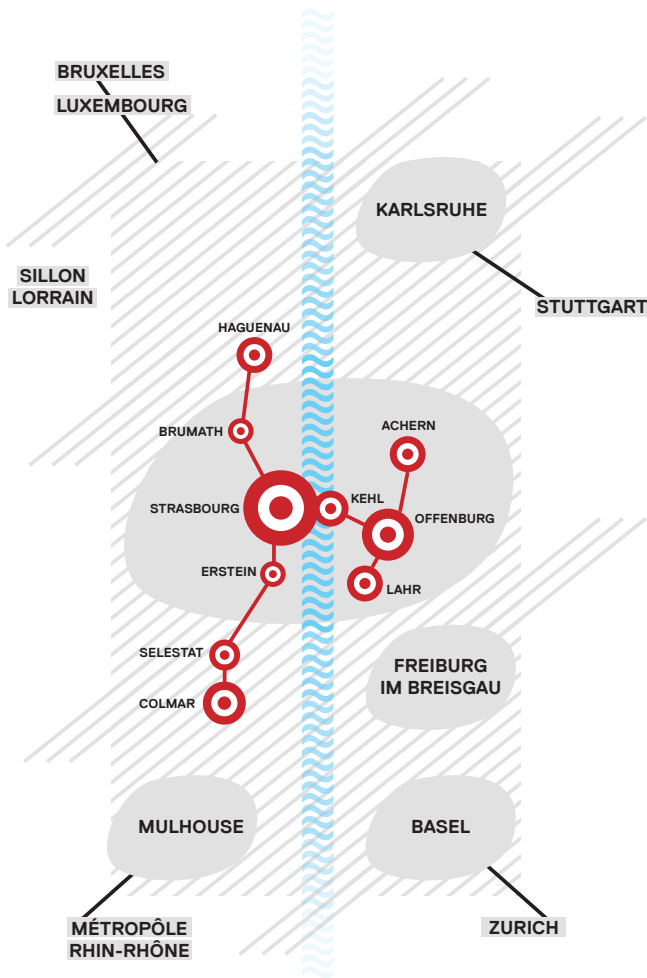 BRUXELLES
LUXEMBOURG
KARLSRUHE
SILLON
LORRAIN
STUTTGART
HAGUENAU
BRUMATH
ACHERN
STRASBOURG
KEHL
OFFENBURG
ERSTEIN
LAHR
SELESTAT
FREIBURG
IM BREISGAU
COLMAR
MULHOUSE
BASEL
MÉTROPÔLE
RHIN-RHÔNE
ZURICH